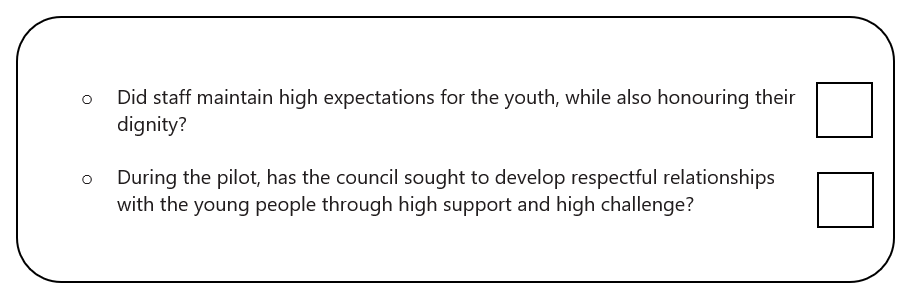 o Did staff maintain high expectations for the youth, while also honouring their
dignity?
o During the pilot, has the council sought to develop respectful relationships
with the young people through high support and high challenge?